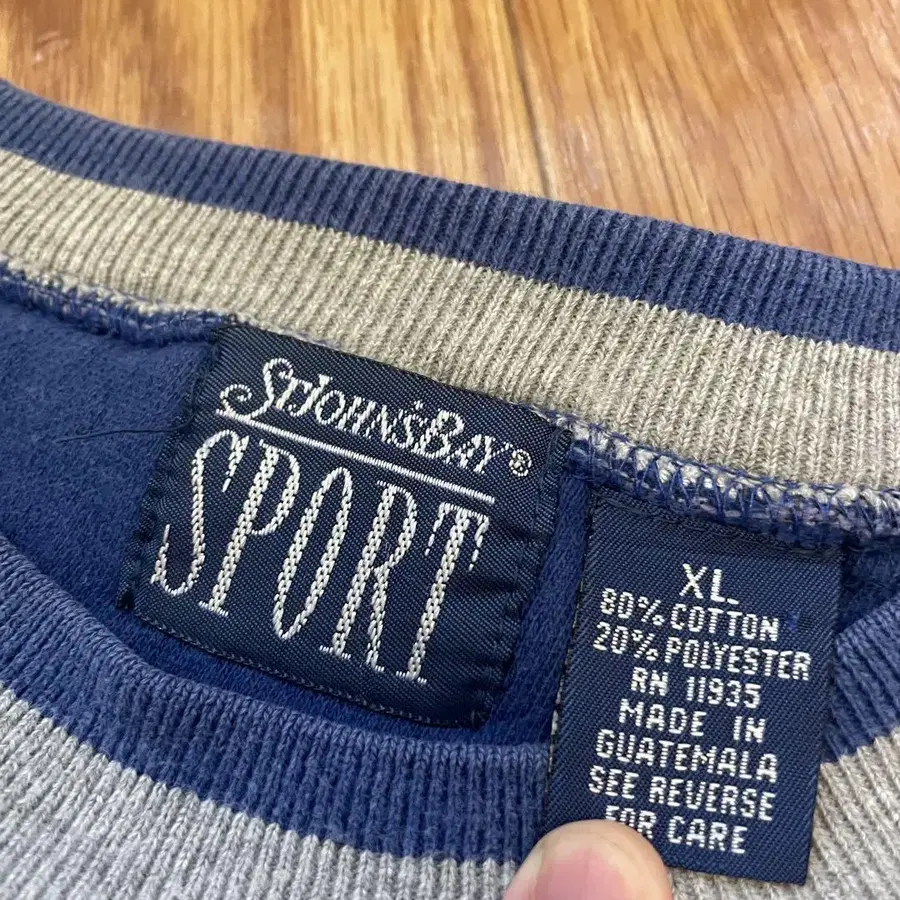 ST JOHN'S BAY®
SPORT
XL
80% COTTON
20% POLYESTER
RN 11935
MADE IN
GUATEMALA
SEE REVERSE
FOR CARE